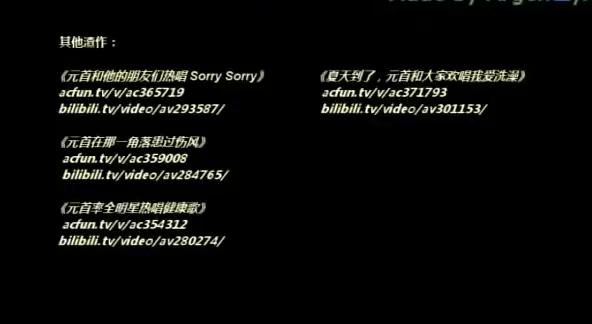 其他渣作：
《元首和他的朋友们热唱 Sorry Sorry》
acfun.tv/v/ac365719
bilibili.tv/video/av293587/
《夏天到了，元首和大家欢唱我爱洗澡》
acfun.tv/v/ac371793
bilibili.tv/video/av301153/
《元首在那一角落患过伤风》
acfun.tv/v/ac359008
bilibili.tv/video/av284765/
《元首率全明星热唱健康歌》
acfun.tv/v/ac354312
bilibili.tv/video/av280274/